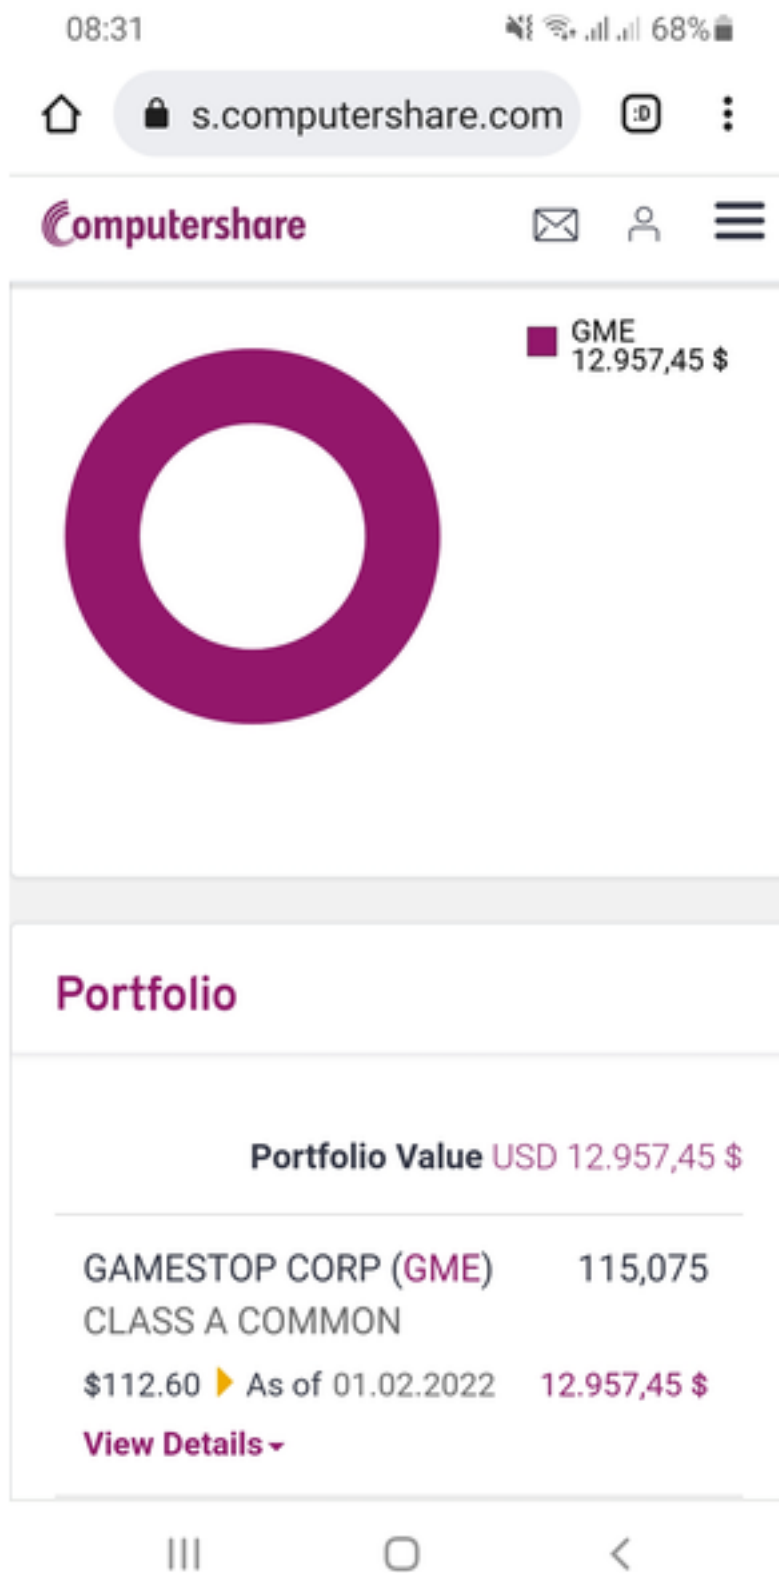 08:31 68%
s.computershare.com :D
Computershare
GME
12.957,45 $
Portfolio
Portfolio Value USD 12.957,45 $
GAMESTOP CORP (GME) 115,075
CLASS A COMMON
$112.60 As of 01.02.2022 12.957,45 $
View Details